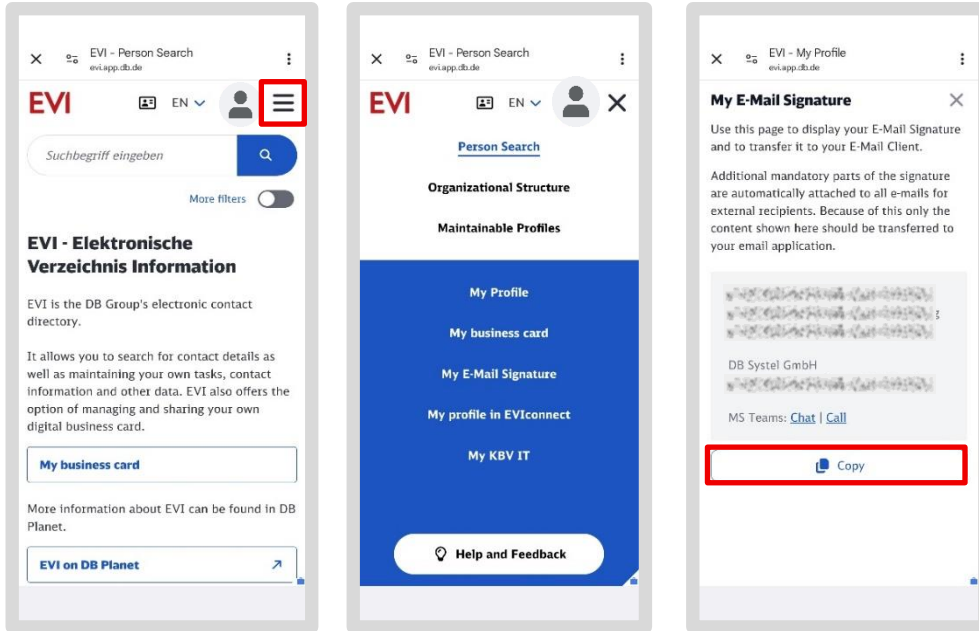 EVI - Person Search
evi.app.db.de
EVI
EN
Suchbegriff eingeben
More filters
EVI - Elektronische
Verzeichnis Information
EVI is the DB Group's electronic contact
directory.
It allows you to search for contact details as
well as maintaining your own tasks, contact
information and other data. EVI also offers the
option of managing and sharing your own
digital business card.
My business card
More information about EVI can be found in DB
Planet.
EVI on DB Planet
EVI - Person Search
evi.app.db.de
EVI
EN
Person Search
Organizational Structure
Maintainable Profiles
My Profile
My business card
My E-Mail Signature
My profile in EVIconnect
My KBV IT
Help and Feedback
EVI - My Profile
evi.app.db.de
My E-Mail Signature
Use this page to display your E-Mail Signature
and to transfer it to your E-Mail Client.
Additional mandatory parts of the signature
are automatically attached to all e-mails for
external recipients. Because of this only the
content shown here should be transferred to
your email application.
DB Systel GmbH
MS Teams: Chat | Call
Copy